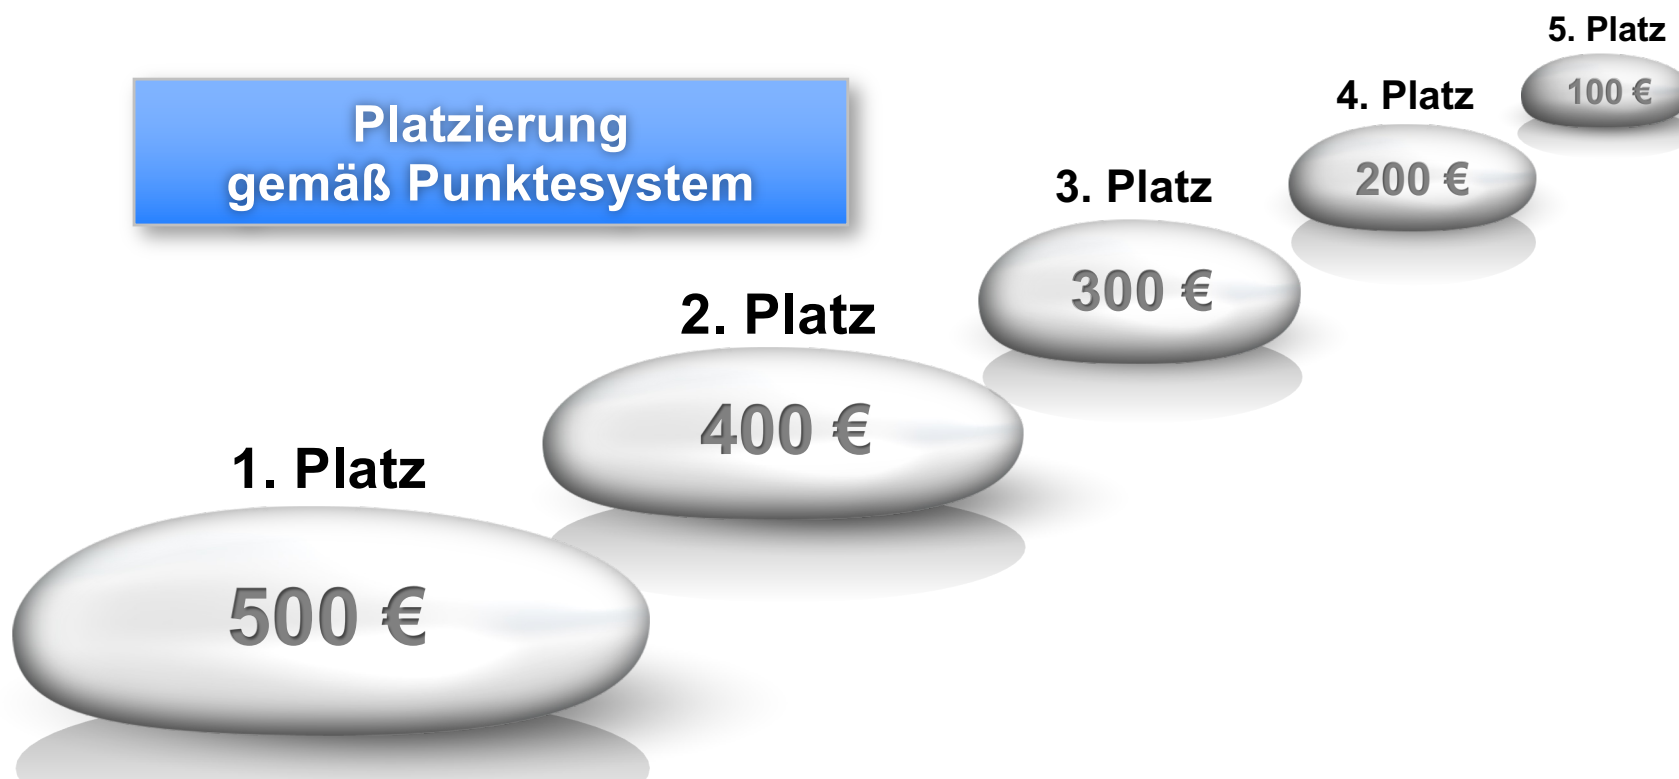 Platzierung
gemäß Punktesystem
1. Platz
500 €
2. Platz
400 €
3. Platz
300 €
4. Platz
200 €
5. Platz
100 €